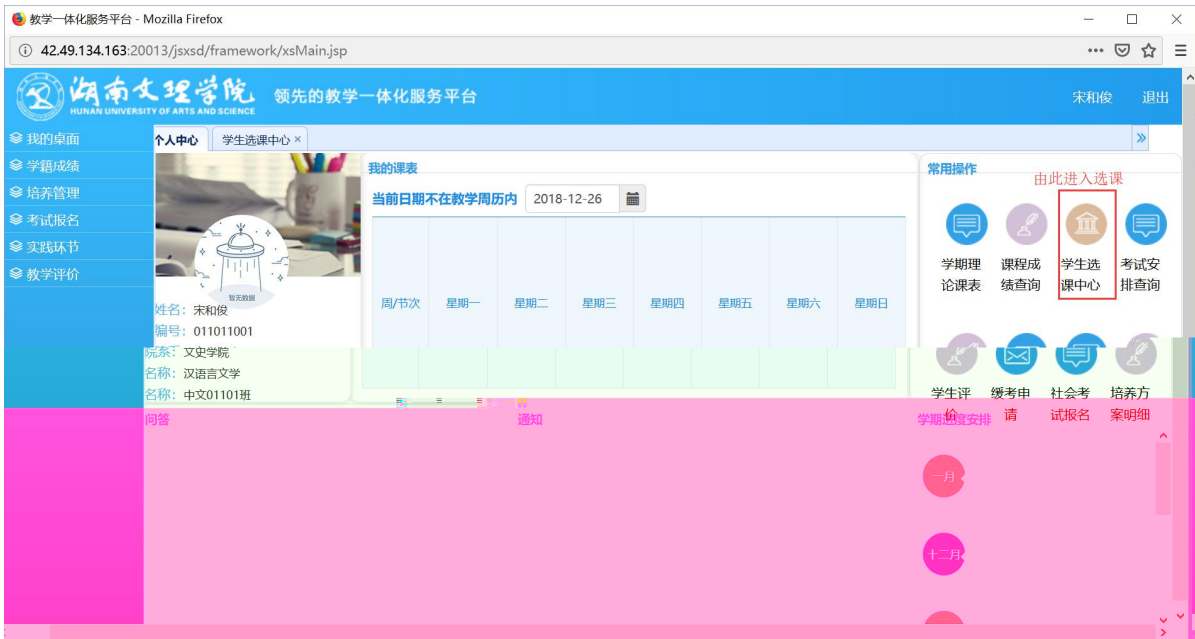 教学一体化服务平台 - Mozilla Firefox
42.49.134.163:20013/jsxsd/framework/xsMain.jsp
湖南文理学院
HUNAN UNIVERSITY OF ARTS AND SCIENCE
领先的教学一体化服务平台
宋和俊 退出
我的桌面
学籍成绩
培养管理
考试报名
实践环节
教学评价
个人中心 学生选课中心 ×
暂无数据
姓名：宋和俊
编号：011011001
院系：文史学院
名称：汉语言文学
名称：中文01101班
我的课表
当前日期不在教学周历内 2018-12-26
周/节次 星期一 星期二 星期三 星期四 星期五 星期六 星期日
常用操作
由此进入选课
学期理论课表
课程成绩查询
学生选课中心
考试安排查询
学生评价
缓考申请
社会考试报名
培养方案明细
问答
通知
学期进度安排
一月
十二月